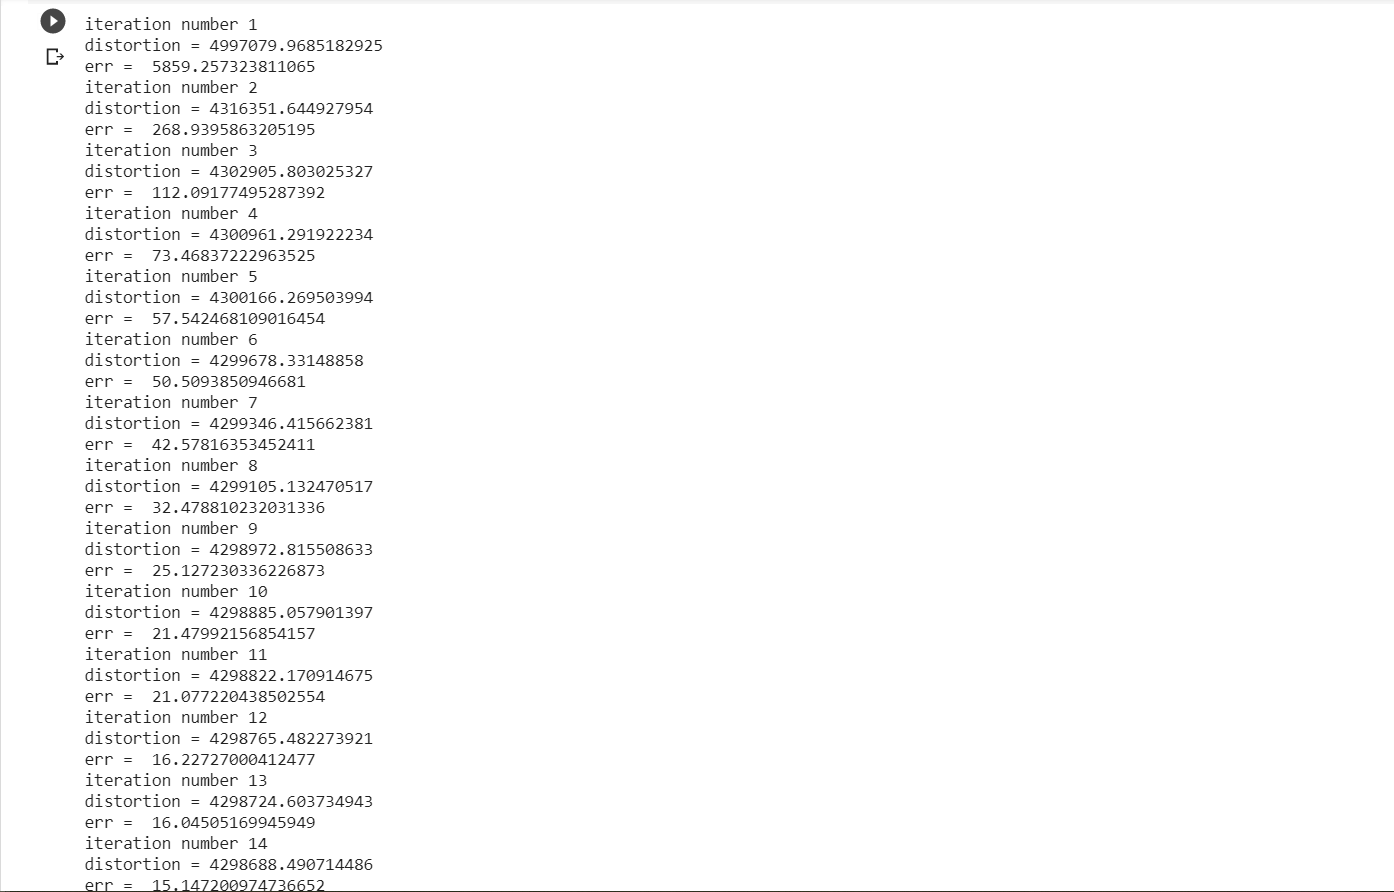 iteration number 1
distortion = 4997079.9685182925
err =  5859.257323811065
iteration number 2
distortion = 4316351.644927954
err =  268.9395863205195
iteration number 3
distortion = 4302905.803025327
err =  112.09177495287392
iteration number 4
distortion = 4300961.291922234
err =  73.46837222963525
iteration number 5
distortion = 4300166.269503994
err =  57.542468109016454
iteration number 6
distortion = 4299678.33148858
err =  50.5093850946681
iteration number 7
distortion = 4299346.415662381
err =  42.57816353452411
iteration number 8
distortion = 4299105.132470517
err =  32.478810232031336
iteration number 9
distortion = 4298972.815508633
err =  25.127230336226873
iteration number 10
distortion = 4298885.057901397
err =  21.47992156854157
iteration number 11
distortion = 4298822.170914675
err =  21.077220438502554
iteration number 12
distortion = 4298765.482273921
err =  16.22727000412477
iteration number 13
distortion = 4298724.603734943
err =  16.04505169945949
iteration number 14
distortion = 4298688.490714486
err =  15.147200974736652